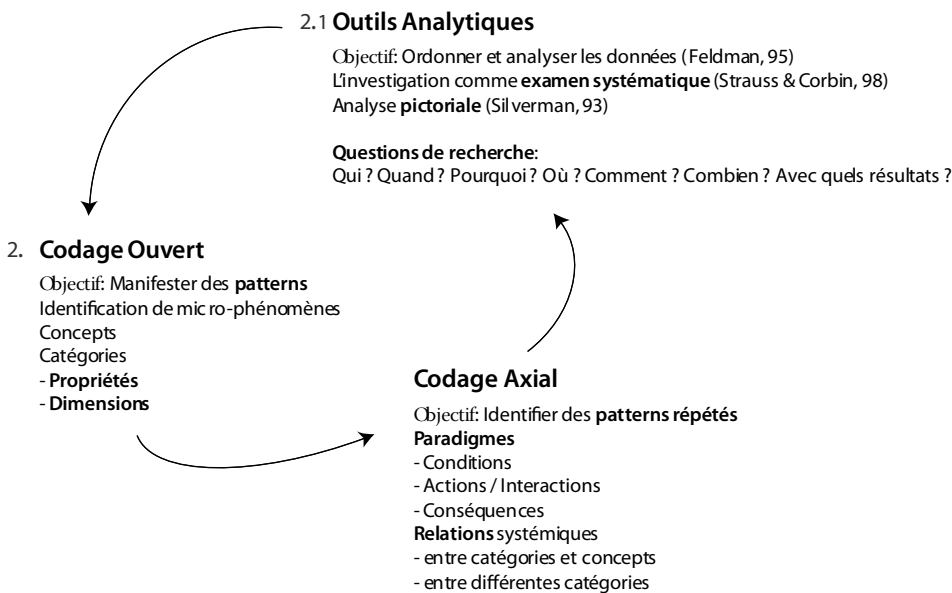 2.1 Outils Analytiques
Objectif: Ordonner et analyser les données (Feldman, 95)
L'investigation comme examen systématique (Strauss & Corbin, 98)
Analyse pictoriale (Silverman, 93)
Questions de recherche:
Qui ? Quand ? Pourquoi ? Où ? Comment ? Combien ? Avec quels résultats ?
2. Codage Ouvert
Objectif: Manifester des patterns
Identification de micro-phénomènes
Concepts
Catégories
- Propriétés
- Dimensions
Codage Axial
Objectif: Identifier des patterns répétés
Paradigmes
- Conditions
- Actions / Interactions
- Conséquences
Relations systémiques
- entre catégories et concepts
- entre différentes catégories